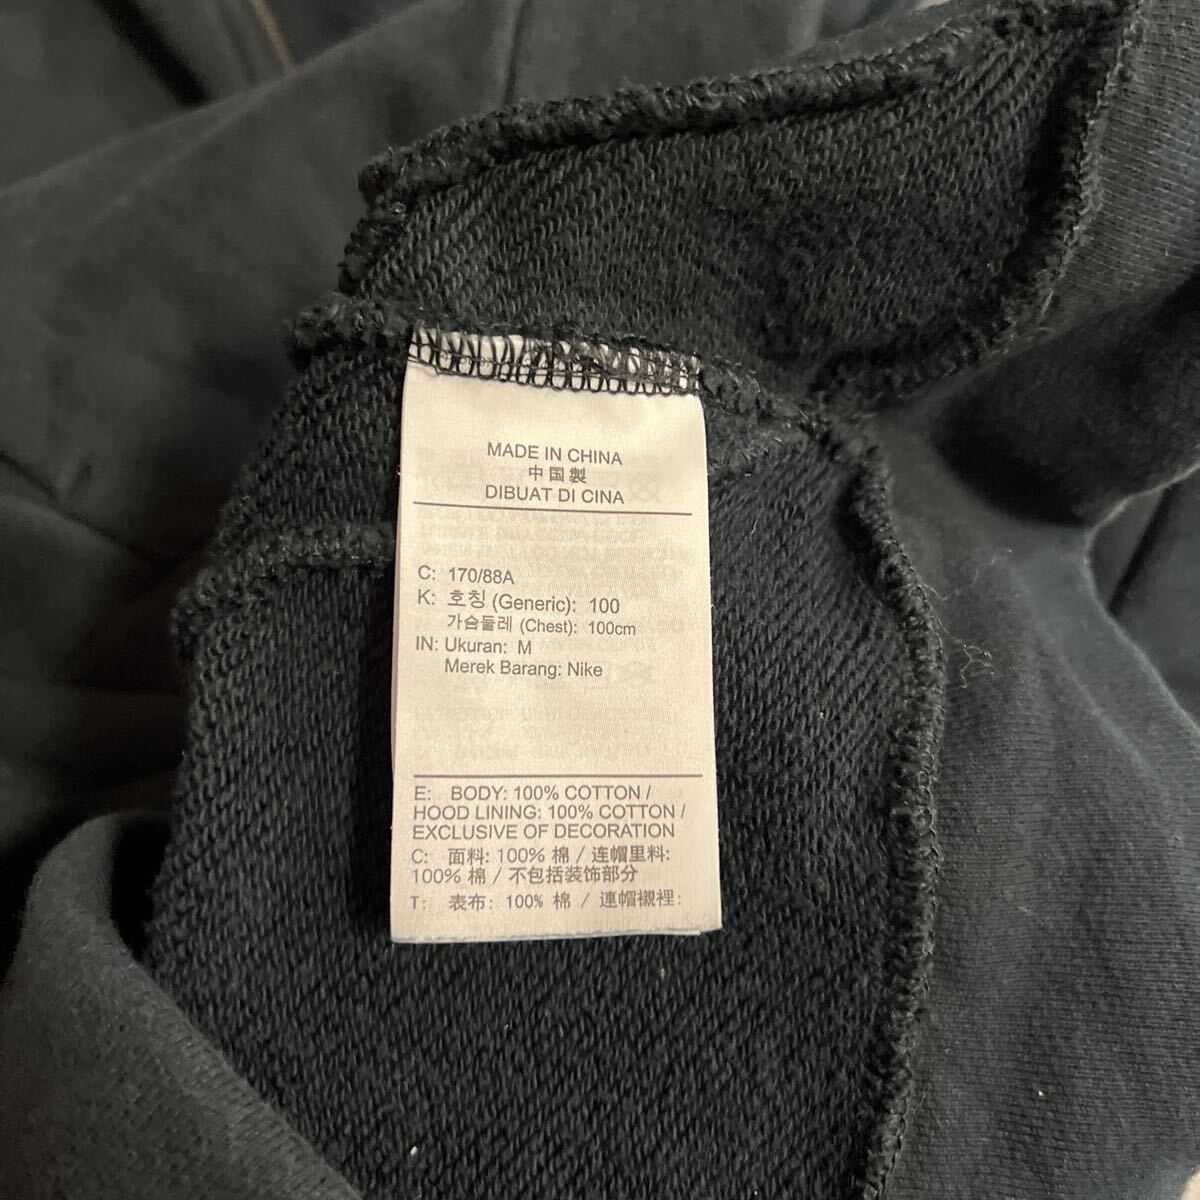 MADE IN CHINA
中国製
DIBUAT DI CINA
C: 170/88A
K: 호칭 (Generic): 100
가슴둘레 (Chest): 100cm
IN: Ukuran: M
Merek Barang: Nike
E: BODY: 100% COTTON /
HOOD LINING: 100% COTTON /
EXCLUSIVE OF DECORATION
C: 面料: 100% 棉 / 连帽里料:
100% 棉 / 不包括装饰部分
T: 表布: 100% 棉 / 連帽襯裡: